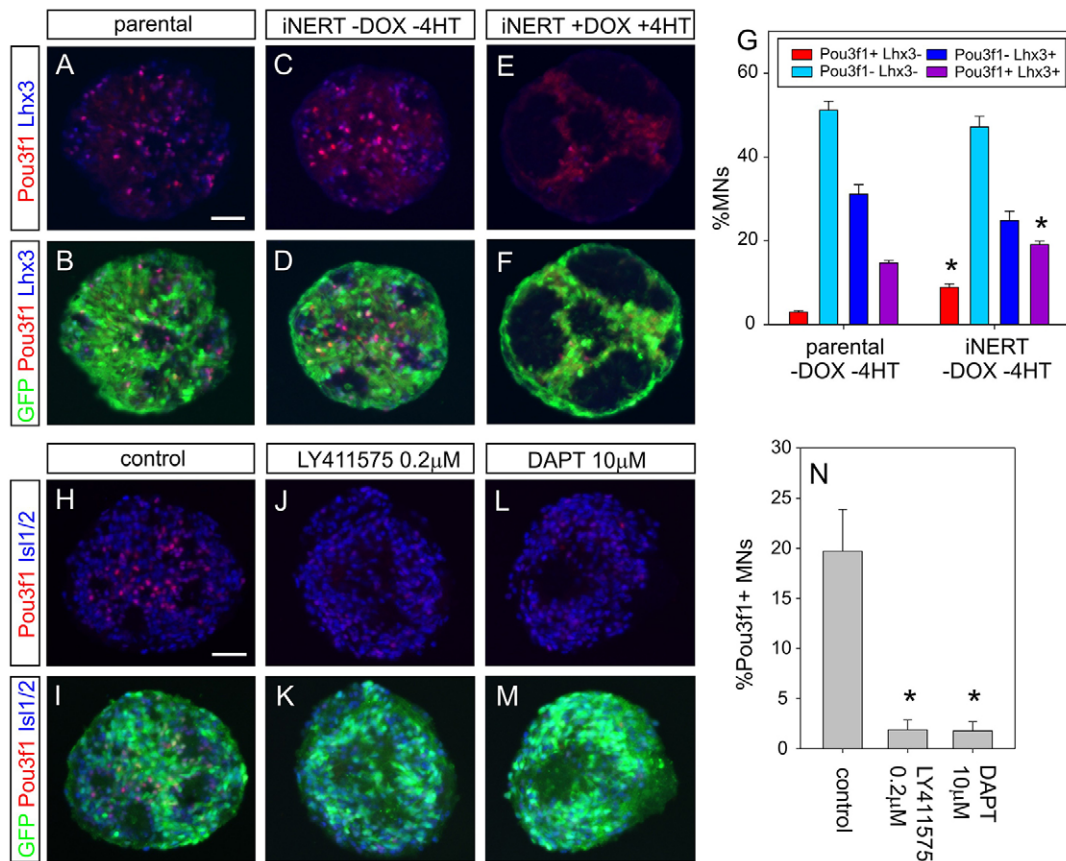 parental
iNERT -DOX -4HT
iNERT +DOX +4HT
Pou3f1 Lhx3
A
C
E
GFP Pou3f1 Lhx3
B
D
F
G
Pou3f1+ Lhx3-
Pou3f1- Lhx3+
Pou3f1- Lhx3-
Pou3f1+ Lhx3+
%MNs
60
40
20
0
*
*
parental
-DOX -4HT
iNERT
-DOX -4HT
control
LY411575 0.2μM
DAPT 10μM
Pou3f1 Isl1/2
H
J
L
GFP Pou3f1 Isl1/2
I
K
M
N
%Pou3f1+ MNs
30
25
20
15
10
5
0
*
*
control
LY411575
0.2μM
DAPT
10μM